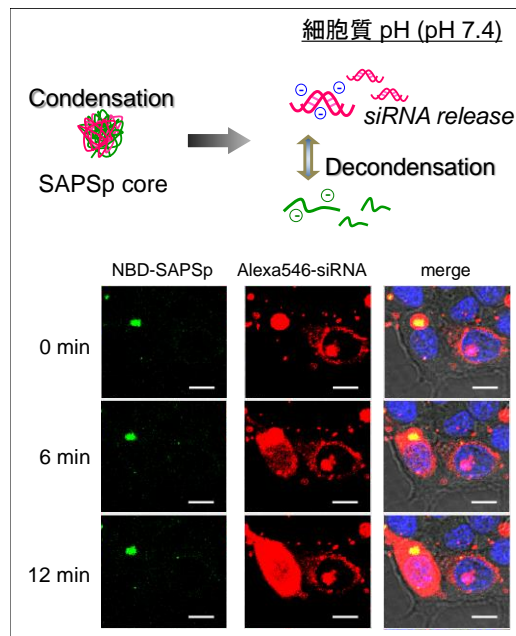 細胞質 pH (pH 7.4)
Condensation
siRNA release
Decondensation
SAPSp core
NBD-SAPSp Alexa546-siRNA merge
0 min
6 min
12 min